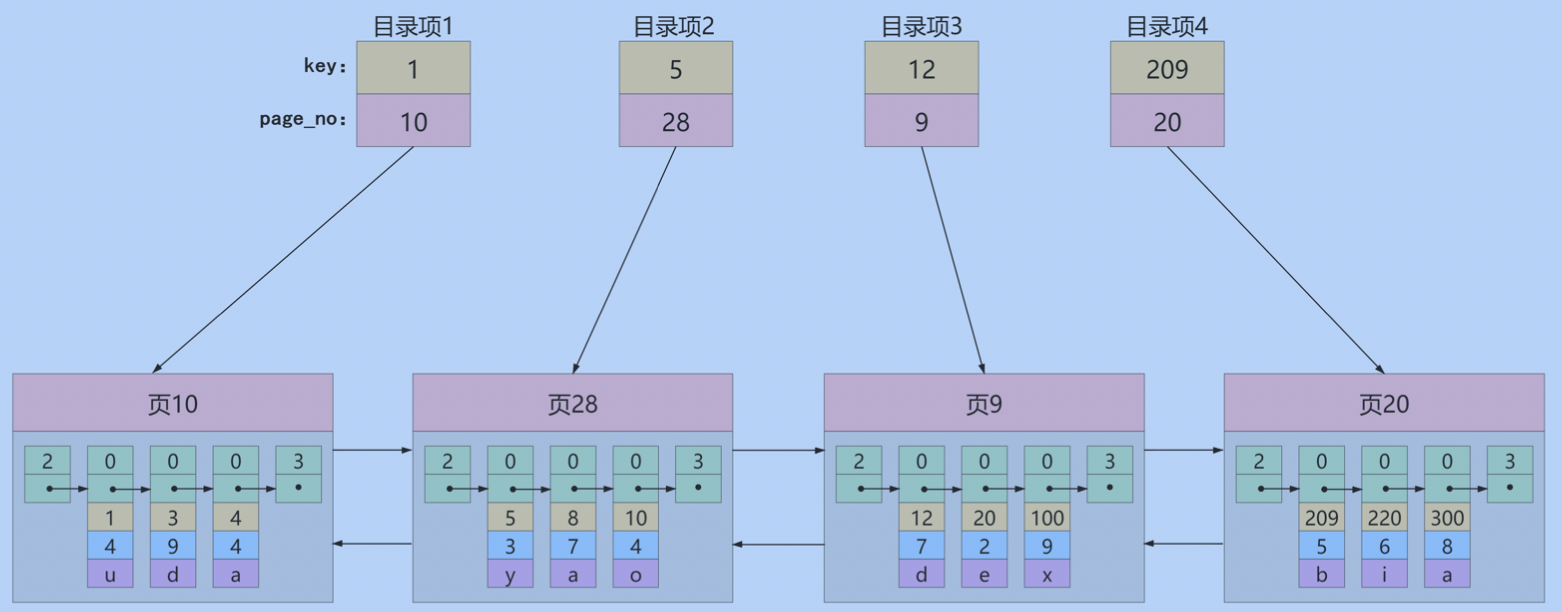 目录项1 目录项2 目录项3 目录项4
key: 1 5 12 209
page_no: 10 28 9 20
页10 页28 页9 页20
2 0 0 0 3 2 0 0 0 3 2 0 0 0 3 2 0 0 0 3
1 3 4 5 8 10 12 20 100 209 220 300
4 9 4 3 7 4 7 2 9 5 6 8
u d a y a o d e x b i a